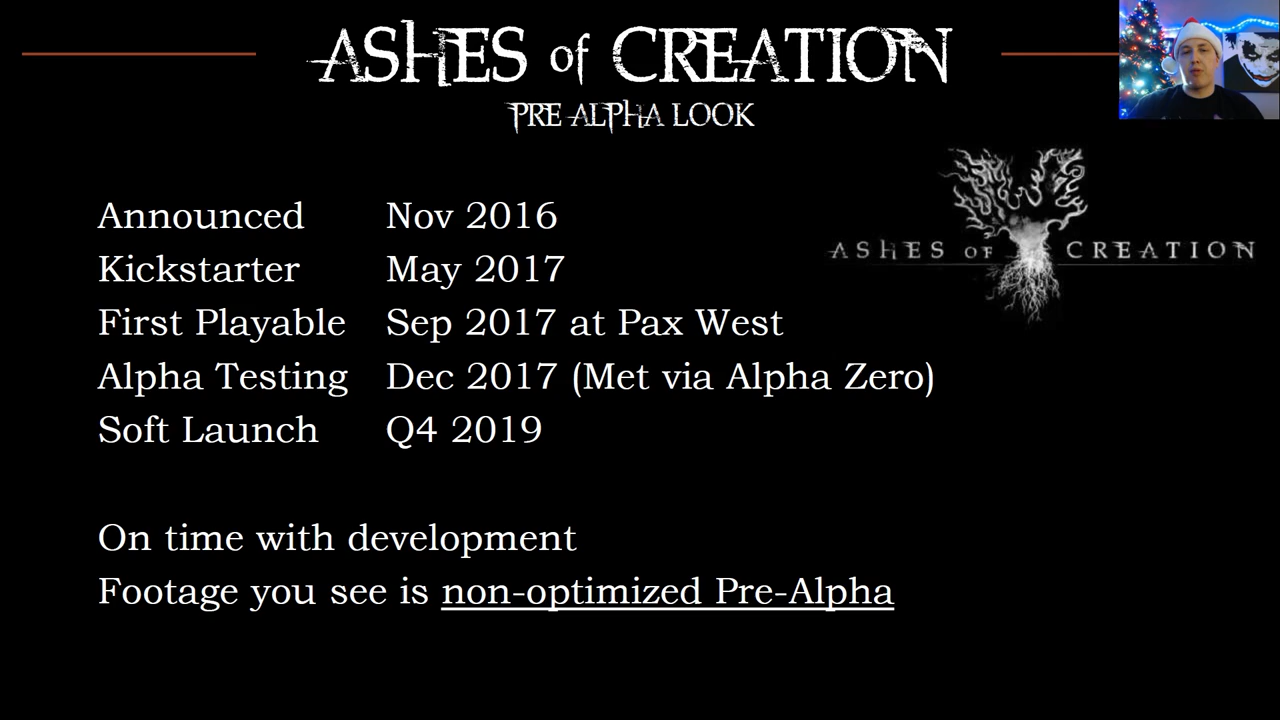 ASHES of CREATION
PRE ALPHA LOOK
ASHES OF CREATION
Announced Nov 2016
Kickstarter May 2017
First Playable Sep 2017 at Pax West
Alpha Testing Dec 2017 (Met via Alpha Zero)
Soft Launch Q4 2019
On time with development
Footage you see is non-optimized Pre-Alpha